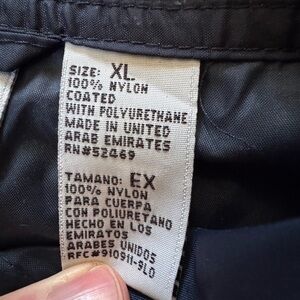 SIZE: XL
100% NYLON
COATED
WITH POLYURETHANE
MADE IN UNITED
ARAB EMIRATES
RN#52469
TAMANO: EX
100% NYLON
PARA CUERPA
CON POLIURETANO
HECHO EN LOS
EMIRATOS
ARABES UNIDOS
RFC#910911-9L0